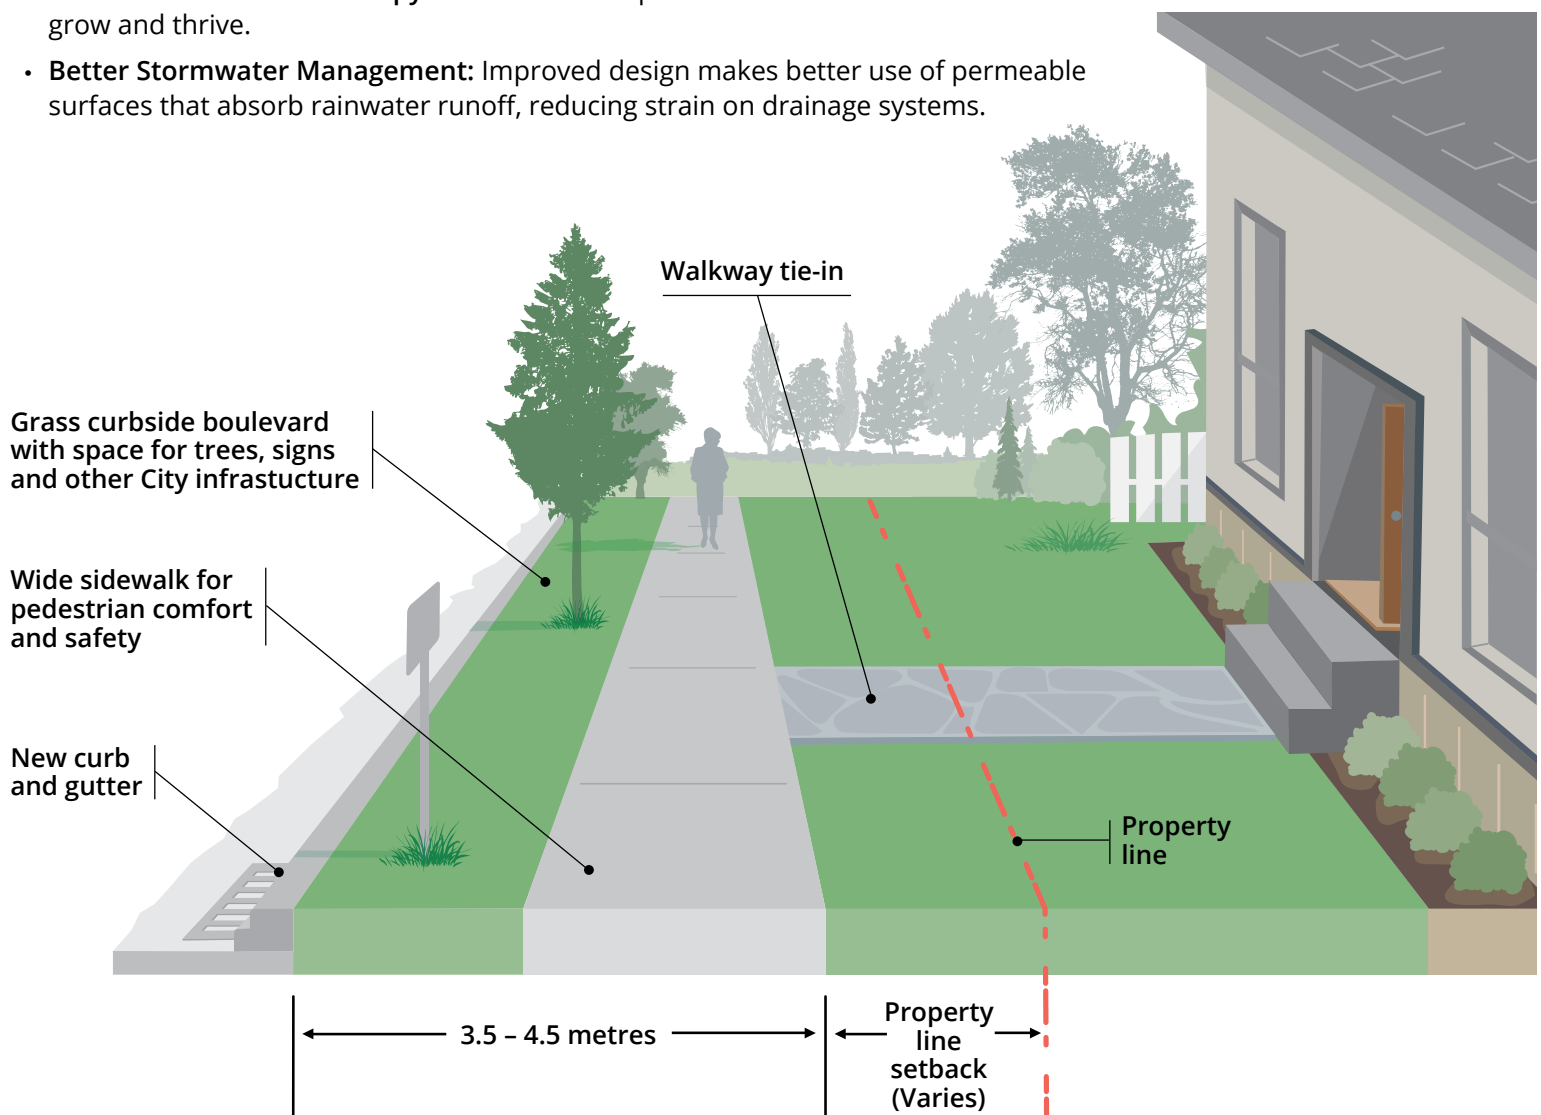 grow and thrive.
• Better Stormwater Management: Improved design makes better use of permeable
surfaces that absorb rainwater runoff, reducing strain on drainage systems.
Walkway tie-in
Grass curbside boulevard
with space for trees, signs
and other City infrastucture
Wide sidewalk for
pedestrian comfort
and safety
New curb
and gutter
Property
line
3.5 – 4.5 metres
Property
line
setback
(Varies)